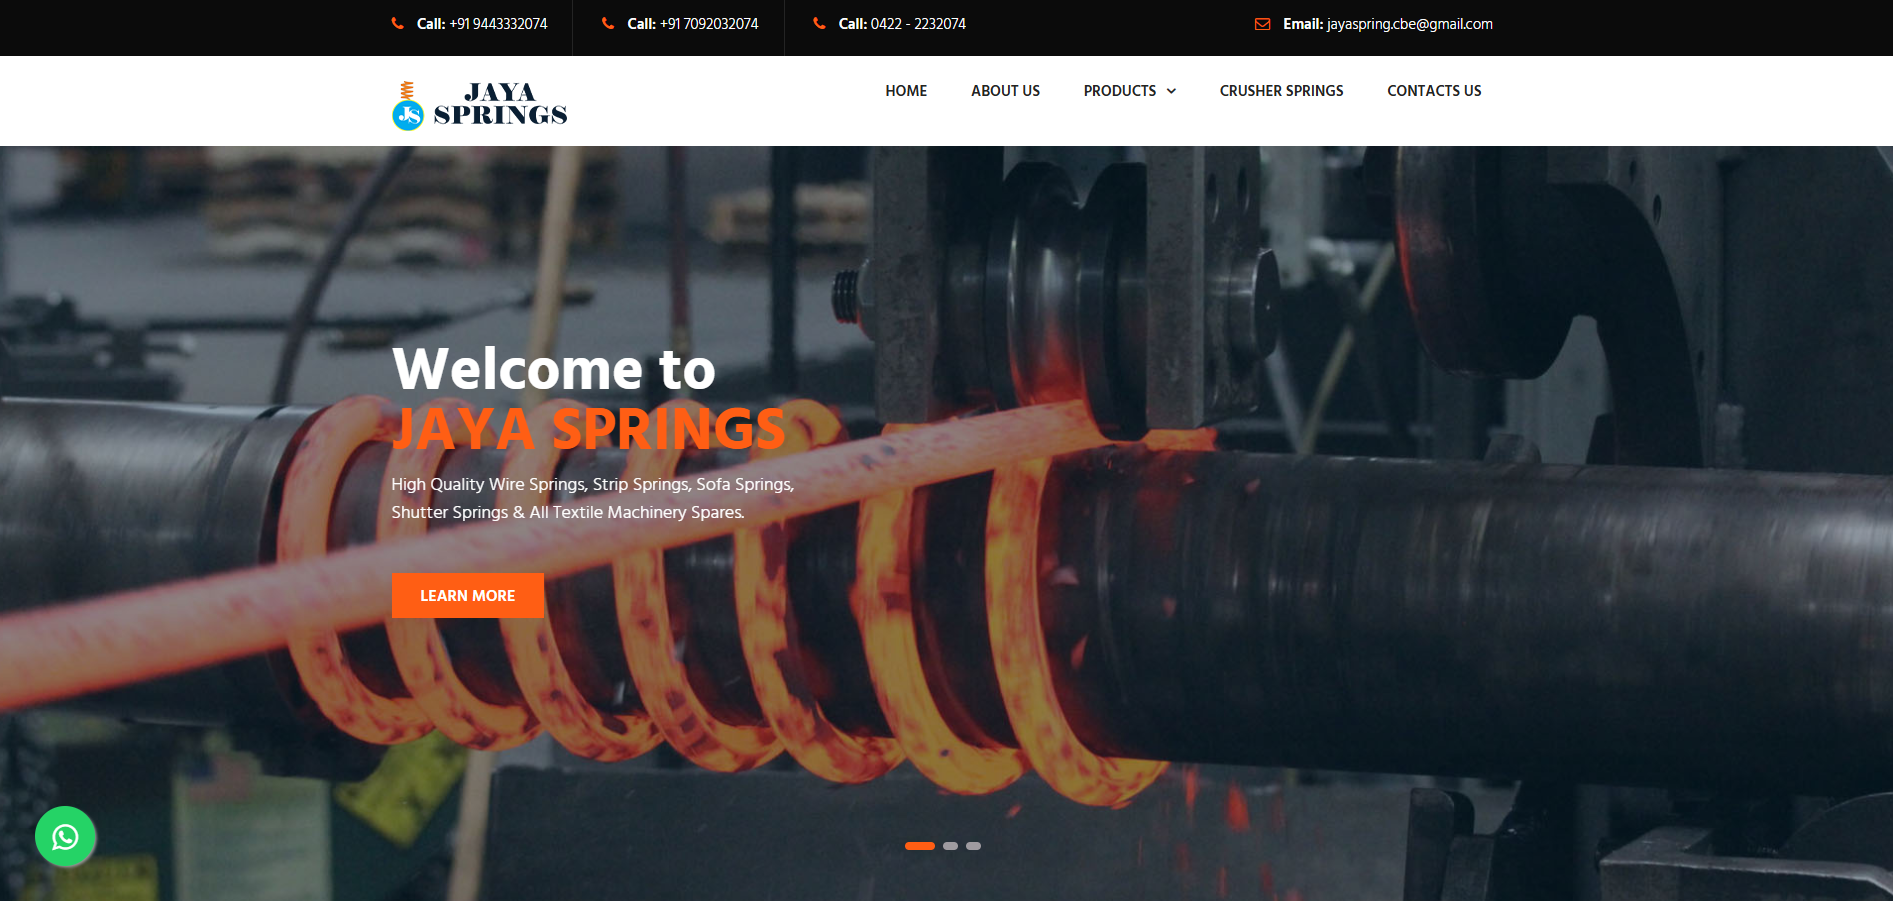 Call: +91 9443332074
Call: +91 7092032074
Call: 0422 - 2232074
Email: jayaspring.cbe@gmail.com
JS
JAYA
SPRINGS
HOME
ABOUT US
PRODUCTS
CRUSHER SPRINGS
CONTACTS US
Welcome to
JAYA SPRINGS
High Quality Wire Springs, Strip Springs, Sofa Springs,
Shutter Springs & All Textile Machinery Spares.
LEARN MORE